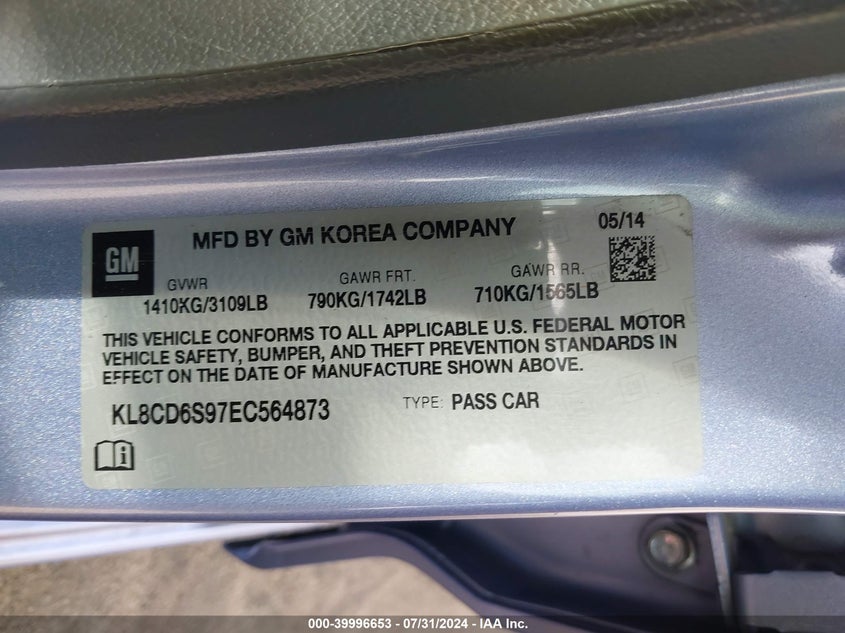 GM
MFD BY GM KOREA COMPANY
05/14
GVWR
1410KG/3109LB
GAWR FRT.
790KG/1742LB
GAWR RR.
710KG/1565LB
THIS VEHICLE CONFORMS TO ALL APPLICABLE U.S. FEDERAL MOTOR
VEHICLE SAFETY, BUMPER, AND THEFT PREVENTION STANDARDS IN
EFFECT ON THE DATE OF MANUFACTURE SHOWN ABOVE.
KL8CD6S97EC564873
TYPE: PASS CAR
000-39996653 - 07/31/2024 - IAA Inc.